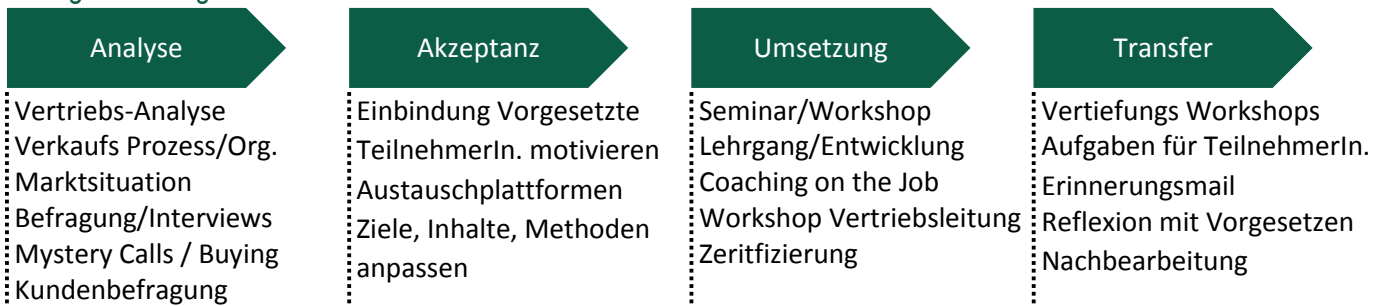 Analyse
Vertriebs-Analyse
Verkaufs Prozess/Org.
Marktsituation
Befragung/Interviews
Mystery Calls / Buying
Kundenbefragung
Akzeptanz
Einbindung Vorgesetzte
TeilnehmerIn. motivieren
Austauschplattformen
Ziele, Inhalte, Methoden
anpassen
Umsetzung
Seminar/Workshop
Lehrgang/Entwicklung
Coaching on the Job
Workshop Vertriebsleitung
Zeritfizierung
Transfer
Vertiefungs Workshops
Aufgaben für TeilnehmerIn.
Erinnerungsmail
Reflexion mit Vorgesetzen
Nachbearbeitung